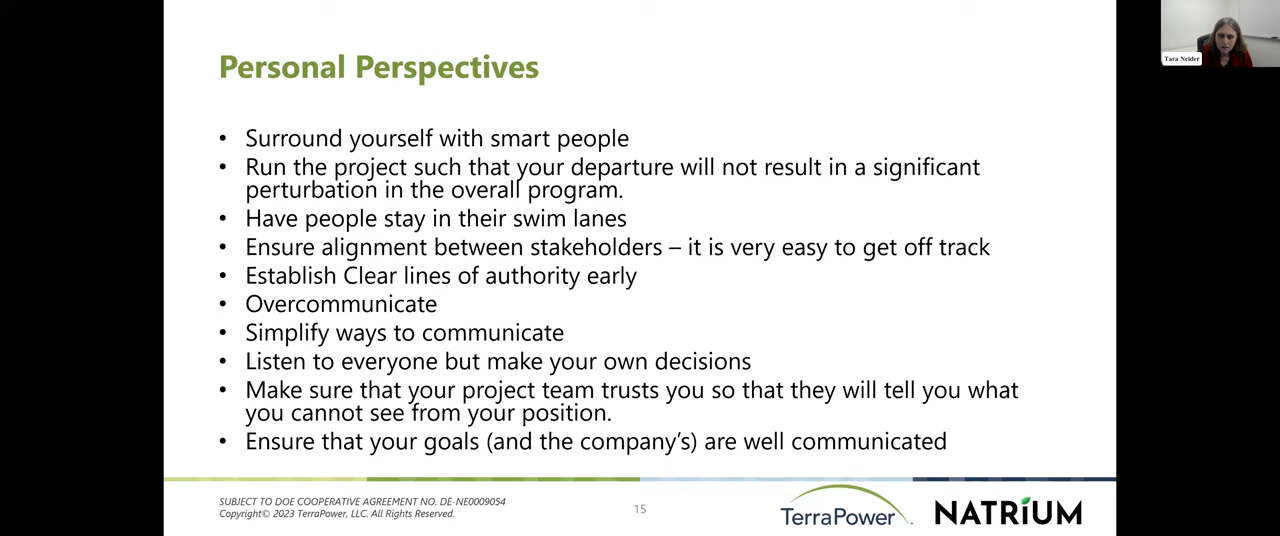 Personal Perspectives
• Surround yourself with smart people
• Run the project such that your departure will not result in a significant
perturbation in the overall program.
• Have people stay in their swim lanes
• Ensure alignment between stakeholders – it is very easy to get off track
• Establish Clear lines of authority early
• Overcommunicate
• Simplify ways to communicate
• Listen to everyone but make your own decisions
• Make sure that your project team trusts you so that they will tell you what
you cannot see from your position.
• Ensure that your goals (and the company’s) are well communicated
SUBJECT TO DOE COOPERATIVE AGREEMENT NO. DE-NE0009054
Copyright© 2023 TerraPower, LLC. All Rights Reserved.
15
TerraPower
NATRIUM
Tara Neider